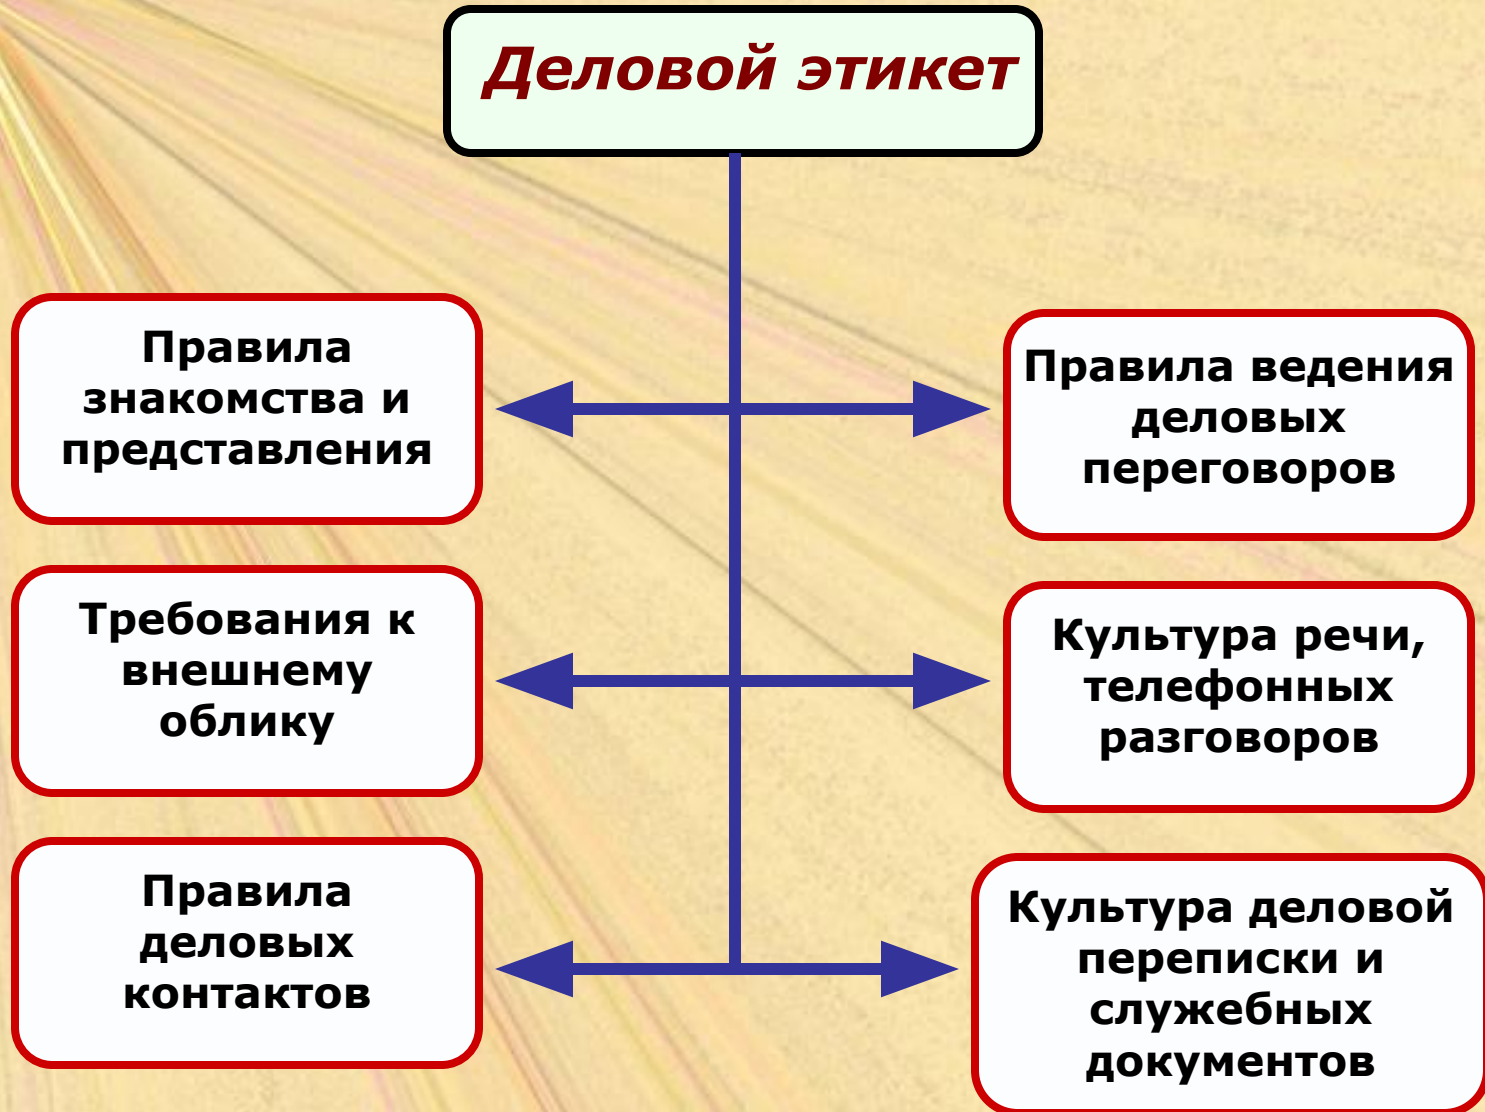 Деловой этикет
Правила
знакомства и
представления
Правила ведения
деловых
переговоров
Требования к
внешнему
облику
Культура речи,
телефонных
разговоров
Правила
деловых
контактов
Культура деловой
переписки и
служебных
документов